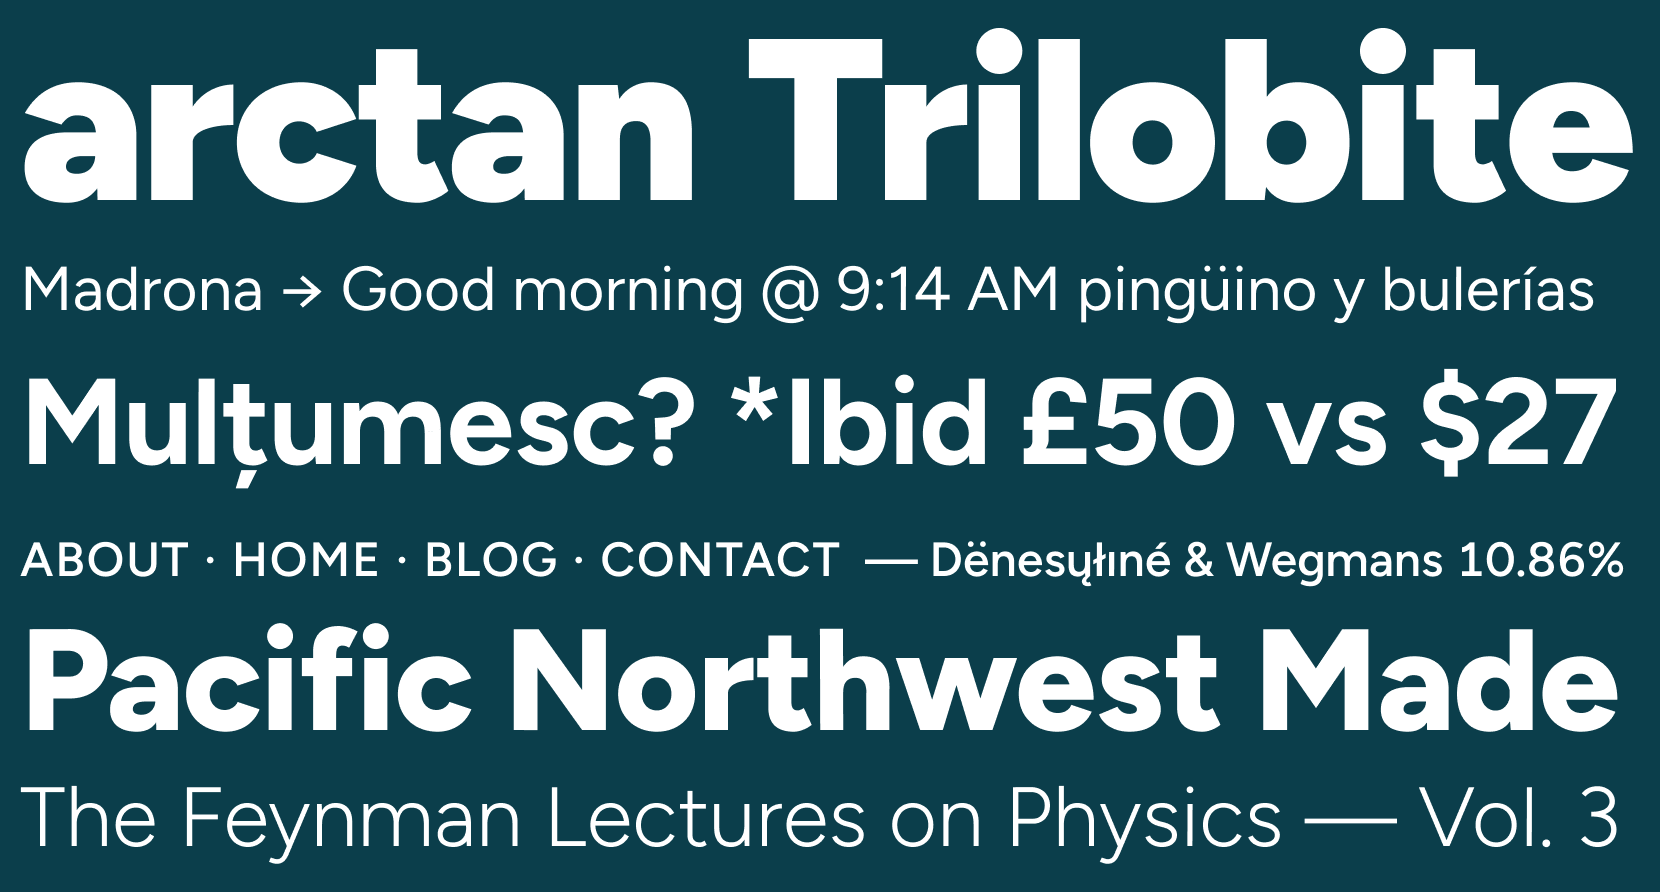 arctan Trilobite
Madrona → Good morning @ 9:14 AM pingüino y bulerías
Mulțumesc? *Ibid £50 vs $27
ABOUT · HOME · BLOG · CONTACT — Dënesųłıné & Wegmans 10.86%
Pacific Northwest Made
The Feynman Lectures on Physics — Vol. 3